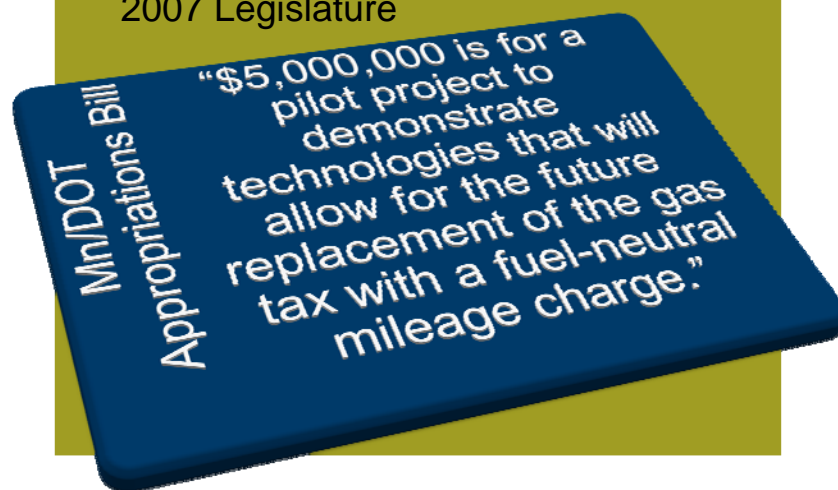 2007 Legislature
Mn/DOT
Appropriations Bill
“$5,000,000 is for a
pilot project to
demonstrate
technologies that will
allow for the future
replacement of the gas
tax with a fuel-neutral
mileage charge.”